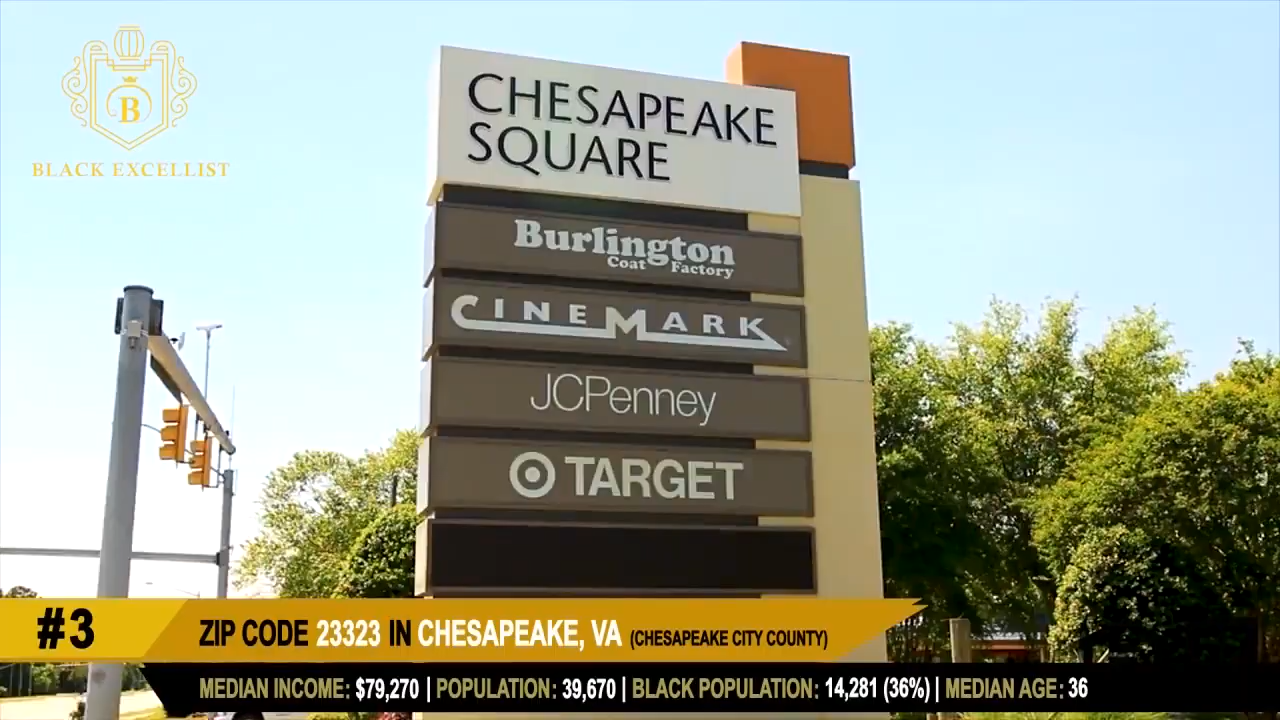 B
BLACK EXCELLIST
CHESAPEAKE
SQUARE
Burlington
Coat Factory
CINEMARK
JCPenney
TARGET
#3 ZIP CODE 23323 IN CHESAPEAKE, VA (CHESAPEAKE CITY COUNTY)
MEDIAN INCOME: $79,270 | POPULATION: 39,670 | BLACK POPULATION: 14,281 (36%) | MEDIAN AGE: 36